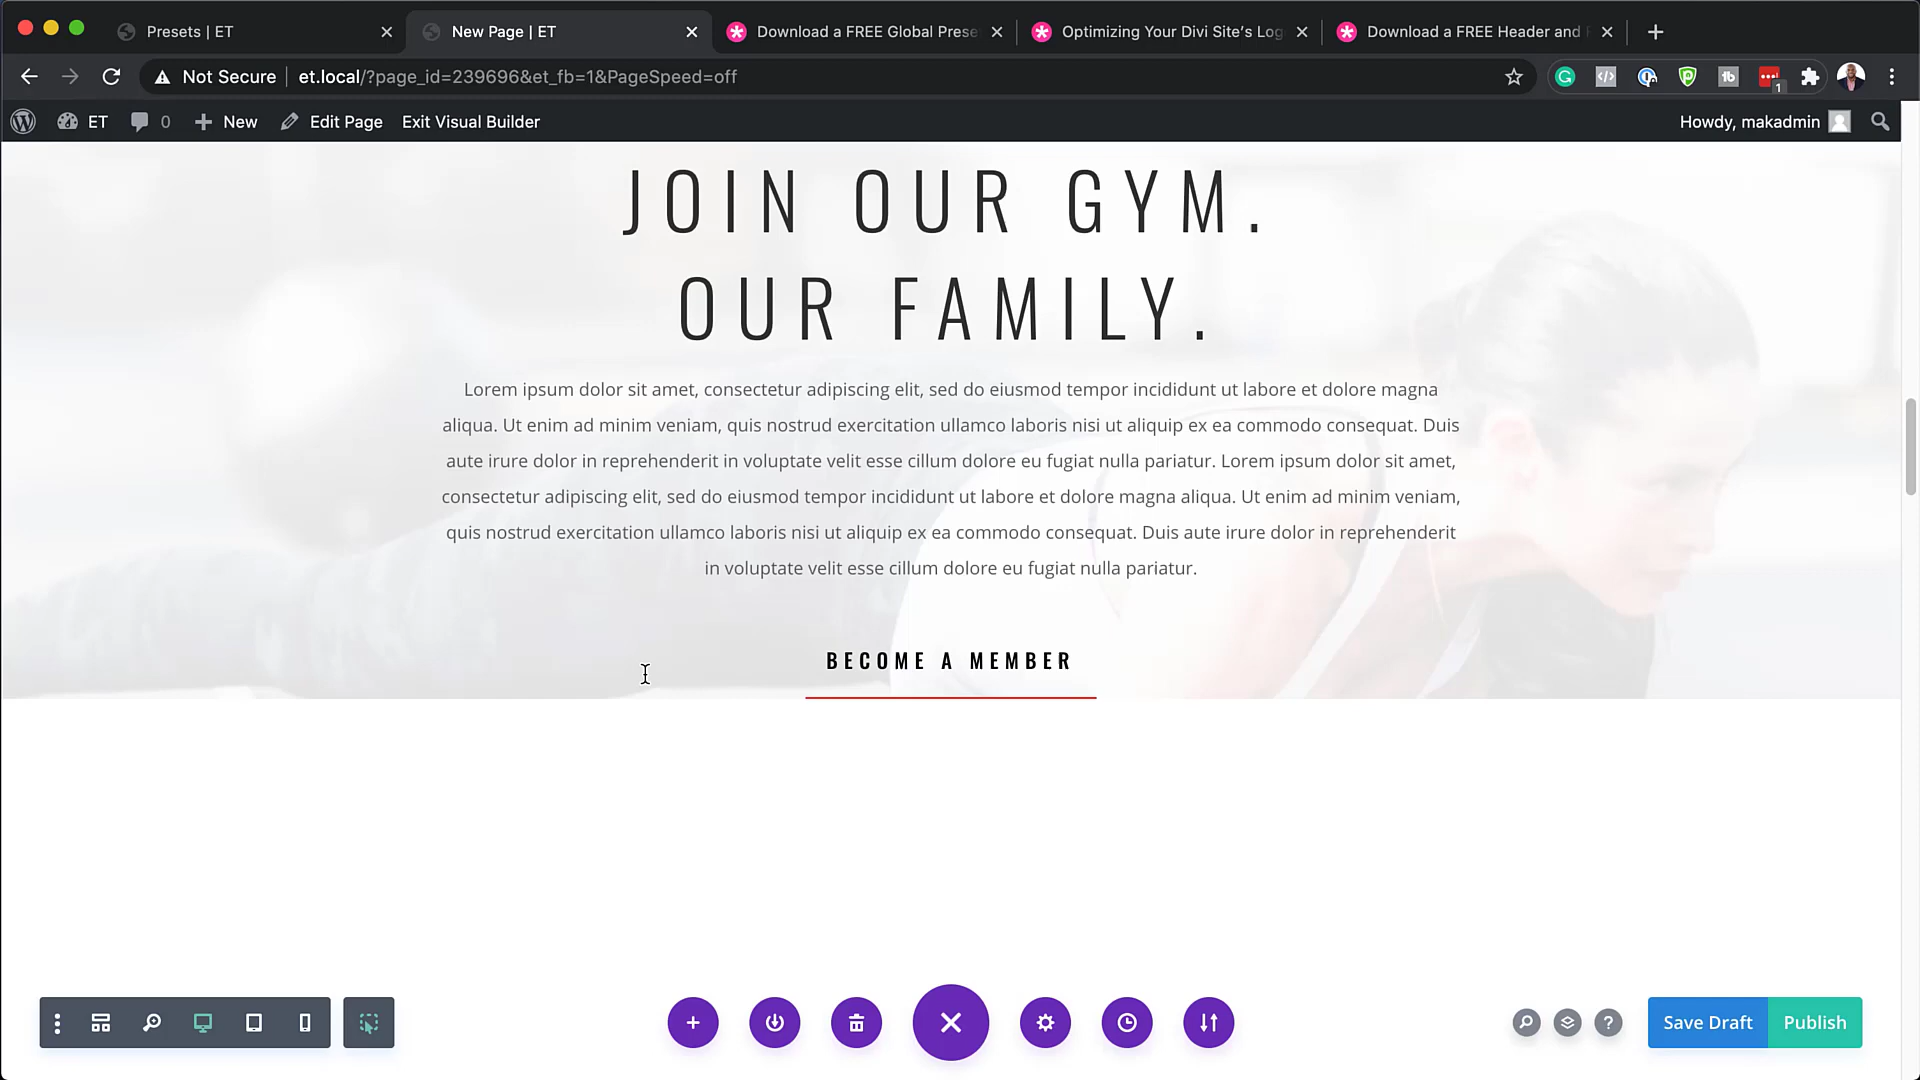 Presets | ET
New Page | ET
Download a FREE Global Prese
Optimizing Your Divi Site's Log
Download a FREE Header and
Not Secure
et.local/?page_id=239696&et_fb=1&PageSpeed=off
tb
1
ET
0
New
Edit Page
Exit Visual Builder
Howdy, makadmin
JOIN OUR GYM.
OUR FAMILY.
Lorem ipsum dolor sit amet, consectetur adipiscing elit, sed do eiusmod tempor incididunt ut labore et dolore magna
aliqua. Ut enim ad minim veniam, quis nostrud exercitation ullamco laboris nisi ut aliquip ex ea commodo consequat. Duis
aute irure dolor in reprehenderit in voluptate velit esse cillum dolore eu fugiat nulla pariatur. Lorem ipsum dolor sit amet,
consectetur adipiscing elit, sed do eiusmod tempor incididunt ut labore et dolore magna aliqua. Ut enim ad minim veniam,
quis nostrud exercitation ullamco laboris nisi ut aliquip ex ea commodo consequat. Duis aute irure dolor in reprehenderit
in voluptate velit esse cillum dolore eu fugiat nulla pariatur.
BECOME A MEMBER
Save Draft
Publish